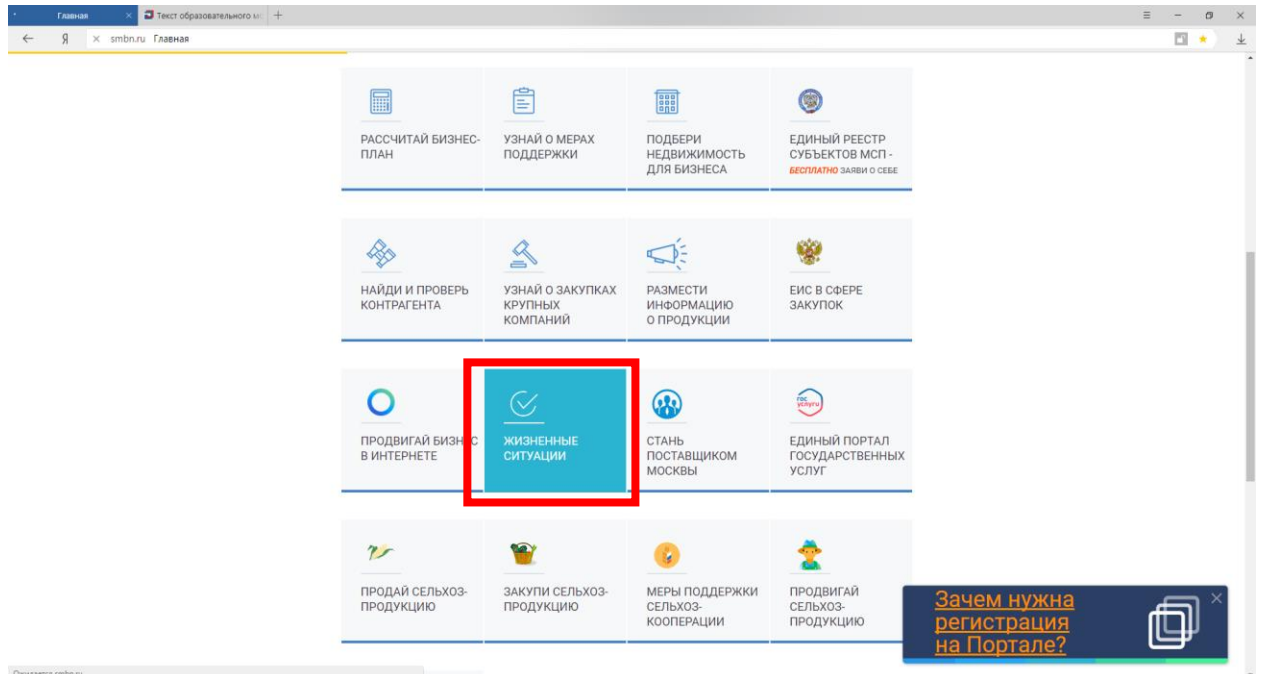 Главная
Текст образовательного мо
smbn.ru Главная
РАССЧИТАЙ БИЗНЕС-
ПЛАН
УЗНАЙ О МЕРАХ
ПОДДЕРЖКИ
ПОДБЕРИ
НЕДВИЖИМОСТЬ
ДЛЯ БИЗНЕСА
ЕДИНЫЙ РЕЕСТР
СУБЪЕКТОВ МСП -
БЕСПЛАТНО ЗАЯВИ О СЕБЕ
НАЙДИ И ПРОВЕРЬ
КОНТРАГЕНТА
УЗНАЙ О ЗАКУПКАХ
КРУПНЫХ
КОМПАНИЙ
РАЗМЕСТИ
ИНФОРМАЦИЮ
О ПРОДУКЦИИ
ЕИС В СФЕРЕ
ЗАКУПОК
ПРОДВИГАЙ БИЗНЕС
В ИНТЕРНЕТЕ
ЖИЗНЕННЫЕ
СИТУАЦИИ
СТАНЬ
ПОСТАВЩИКОМ
МОСКВЫ
гос
услуги
ЕДИНЫЙ ПОРТАЛ
ГОСУДАРСТВЕННЫХ
УСЛУГ
ПРОДАЙ СЕЛЬХОЗ-
ПРОДУКЦИЮ
ЗАКУПИ СЕЛЬХОЗ-
ПРОДУКЦИЮ
МЕРЫ ПОДДЕРЖКИ
СЕЛЬХОЗ-
КООПЕРАЦИИ
ПРОДВИГАЙ
СЕЛЬХОЗ-
ПРОДУКЦИЮ
Зачем нужна
регистрация
на Портале?